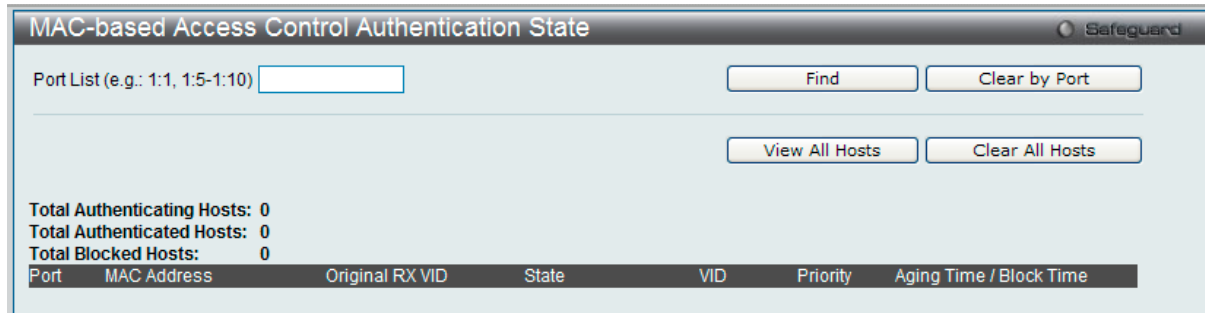 MAC-based Access Control Authentication State Safeguard
Port List (e.g.: 1:1, 1:5-1:10) Find Clear by Port
View All Hosts Clear All Hosts
Total Authenticating Hosts: 0
Total Authenticated Hosts: 0
Total Blocked Hosts: 0
Port MAC Address Original RX VID State VID Priority Aging Time / Block Time